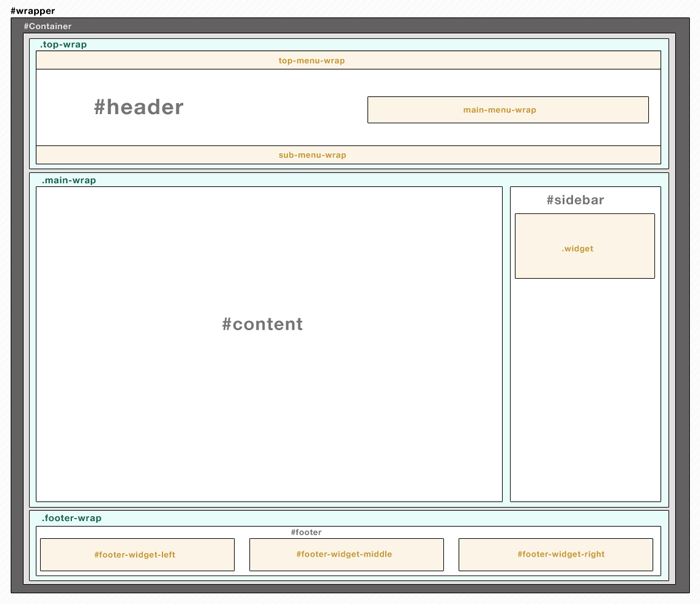 #wrapper
#Container
.top-wrap
top-menu-wrap
#header
main-menu-wrap
sub-menu-wrap
.main-wrap
#content
#sidebar
.widget
.footer-wrap
#footer
#footer-widget-left
#footer-widget-middle
#footer-widget-right